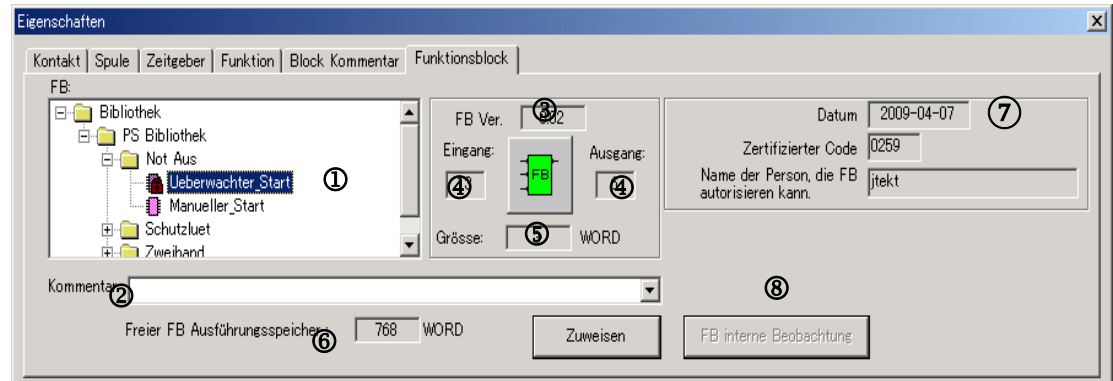 Eigenschaften
Kontakt Spule Zeitgeber Funktion Block Kommentar Funktionsblock
FB:
Bibliothek
PS Bibliothek
Not Aus
Ueberwachter_Start
①
Manueller_Start
Schutzluet
Zweihand
FB Ver. ③
Eingang: Ausgang:
FB
④ ④
Grösse: ⑤ WORD
Datum 2009-04-07 ⑦
Zertifizierter Code 0259
Name der Person, die FB
autorisieren kann. jtekt
Kommentar ②
⑧
Freier FB Ausführungsspeicher : ⑥ 768 WORD
Zuweisen
FB interne Beobachtung